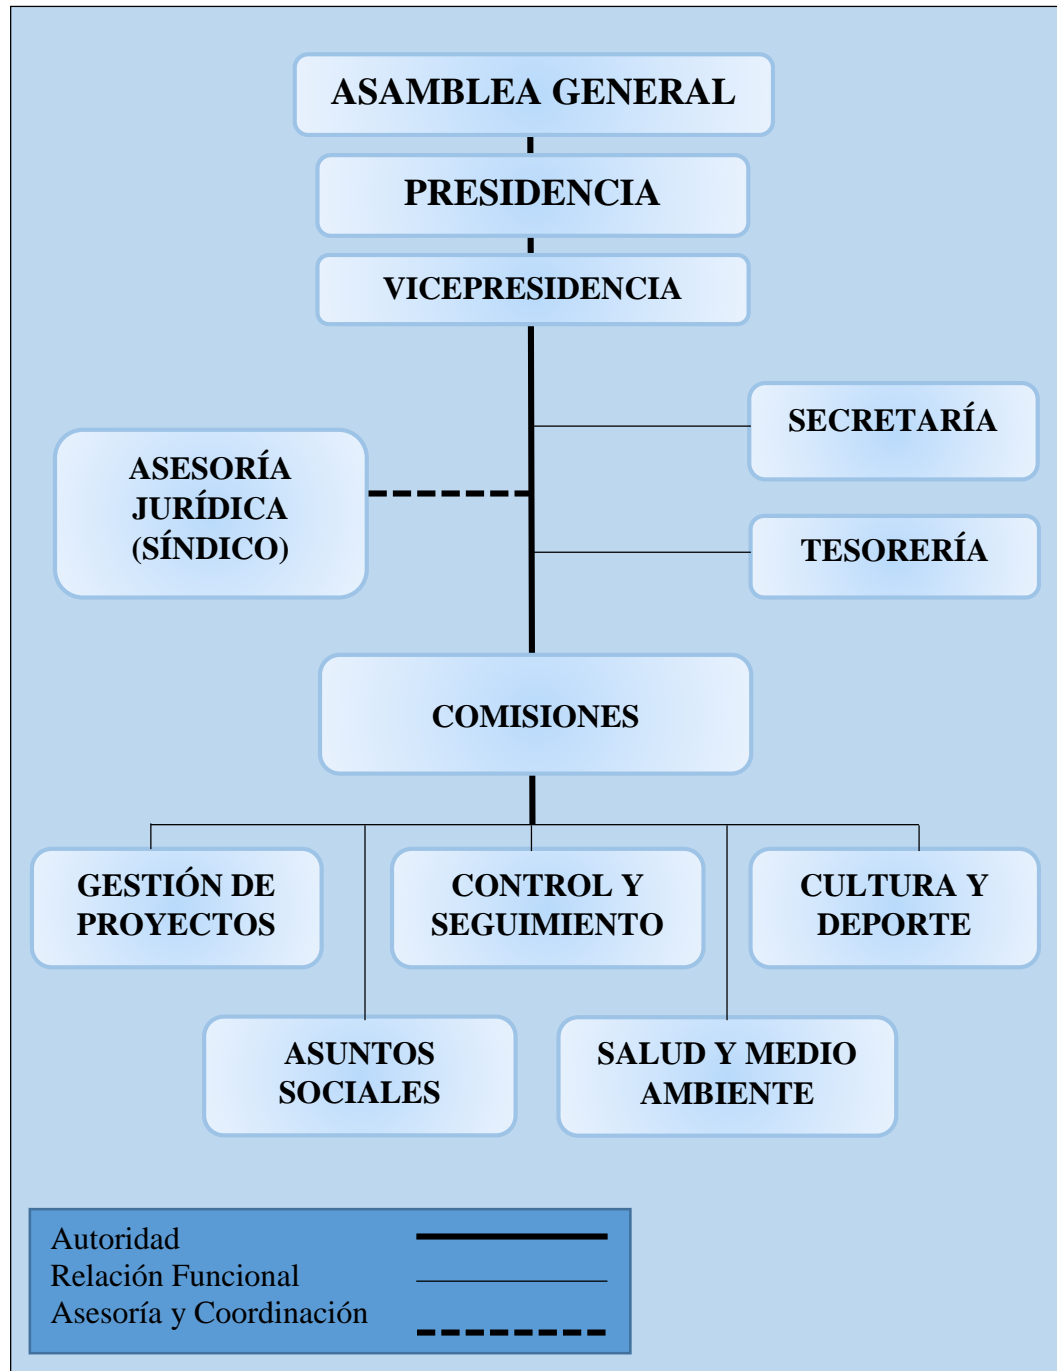 ASAMBLEA GENERAL
PRESIDENCIA
VICEPRESIDENCIA
SECRETARÍA
ASESORÍA
JURÍDICA
(SÍNDICO)
TESORERÍA
COMISIONES
GESTIÓN DE
PROYECTOS
CONTROL Y
SEGUIMIENTO
CULTURA Y
DEPORTE
ASUNTOS
SOCIALES
SALUD Y MEDIO
AMBIENTE
Autoridad
Relación Funcional
Asesoría y Coordinación